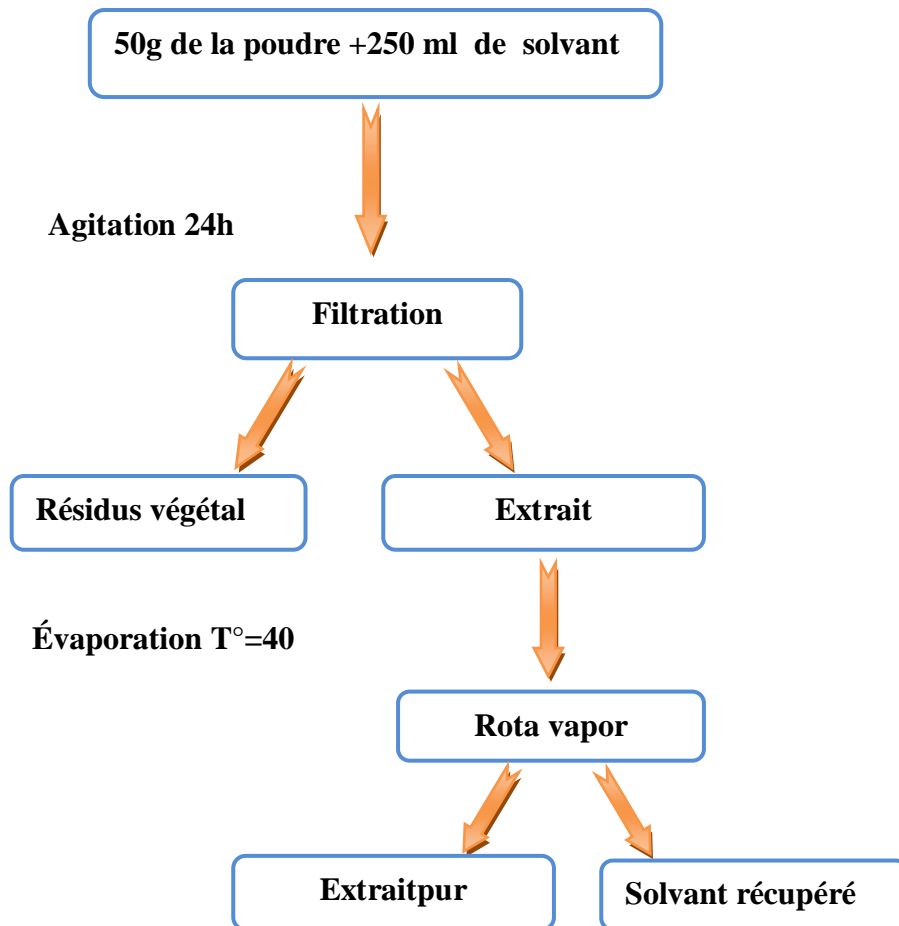 50g de la poudre +250 ml de solvant
Agitation 24h
Filtration
Résidus végétal
Extrait
Évaporation T°=40
Rota vapor
Extraitpur
Solvant récupéré